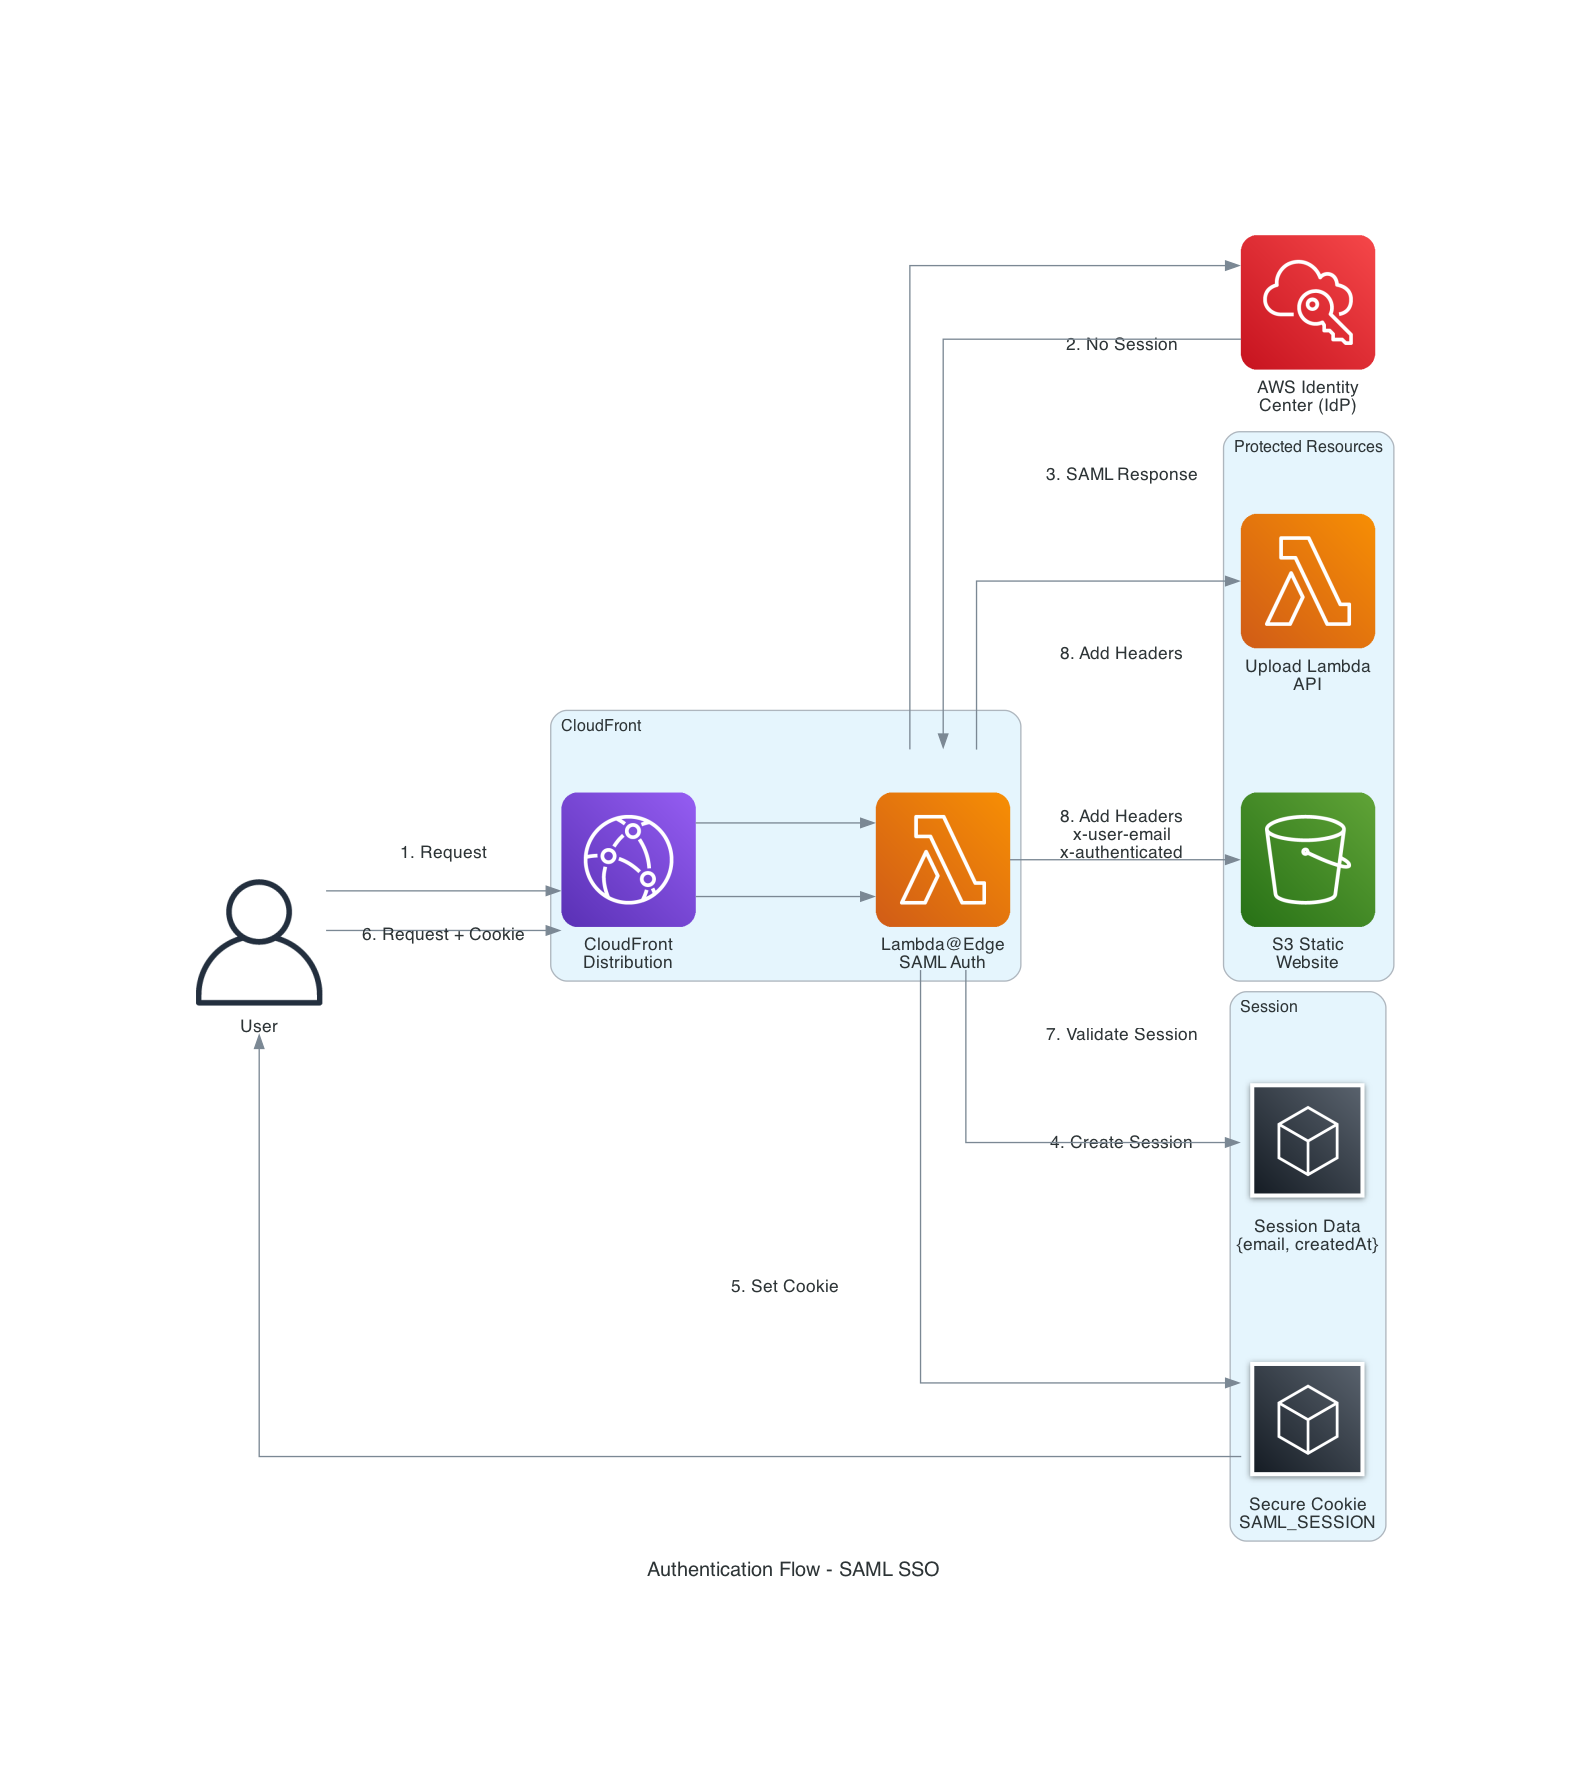 2. No Session
AWS Identity
Center (IdP)
Protected Resources
3. SAML Response
8. Add Headers
Upload Lambda
API
CloudFront
1. Request
6. Request + Cookie
CloudFront
Distribution
Lambda@Edge
SAML Auth
8. Add Headers
x-user-email
x-authenticated
S3 Static
Website
User
Session
7. Validate Session
4. Create Session
Session Data
{email, createdAt}
5. Set Cookie
Secure Cookie
SAML_SESSION
Authentication Flow - SAML SSO